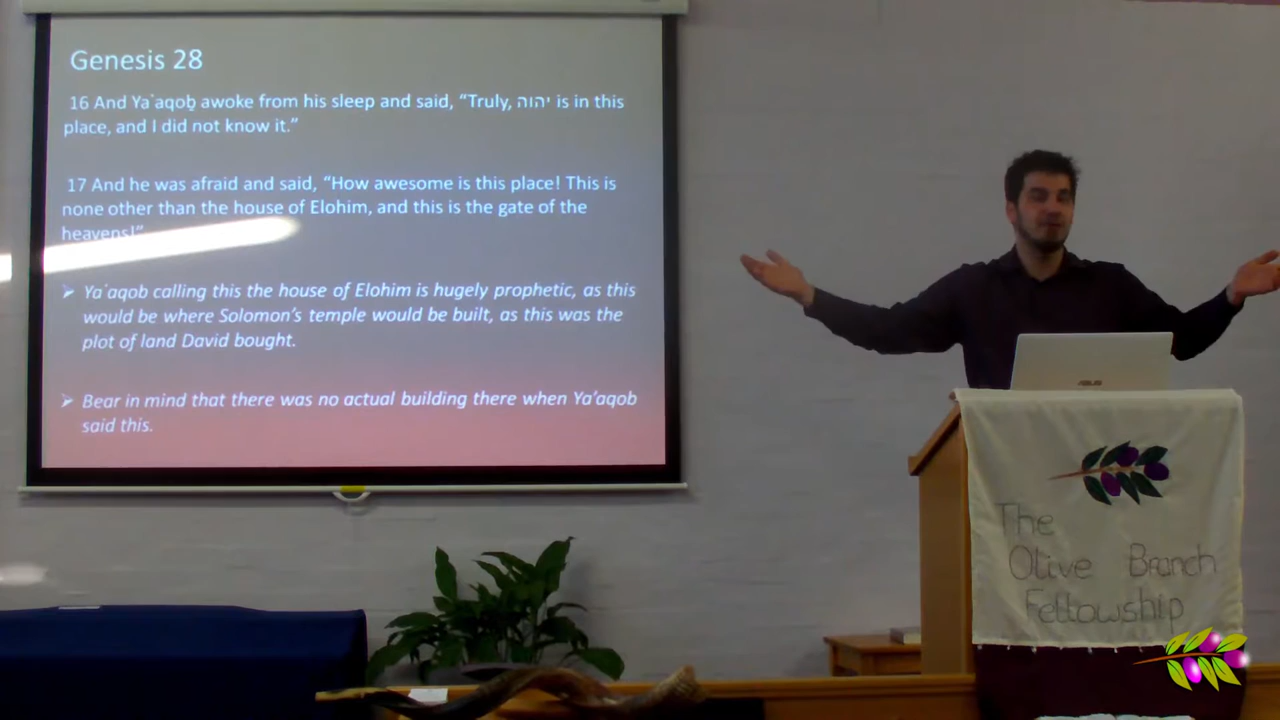 Genesis 28
16 And Ya῾aqoḇ awoke from his sleep and said, “Truly, יהוה is in this
place, and I did not know it.”
17 And he was afraid and said, “How awesome is this place! This is
none other than the house of Elohim, and this is the gate of the
heavens!”
➢ Ya῾aqob calling this the house of Elohim is hugely prophetic, as this
would be where Solomon’s temple would be built, as this was the
plot of land David bought.
➢ Bear in mind that there was no actual building there when Ya’aqob
said this.
ASUS
The
Olive Branch
Fellowship